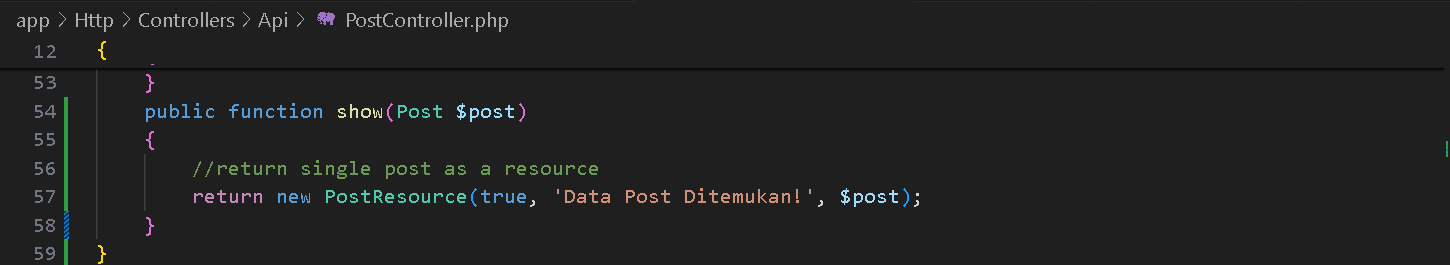 app > Http > Controllers > Api > PostController.php
12 {
53 }
54 public function show(Post $post)
55 {
56 //return single post as a resource
57 return new PostResource(true, 'Data Post Ditemukan!', $post);
58 }
59 }